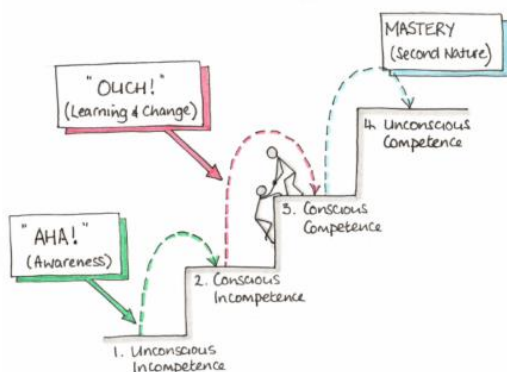 MASTERY
(Second Nature)
"OUCH!"
(Learning & Change)
4. Unconscious
Competence
3. Conscious
Competence
"AHA!"
(Awareness)
2. Conscious
Incompetence
1. Unconscious
Incompetence